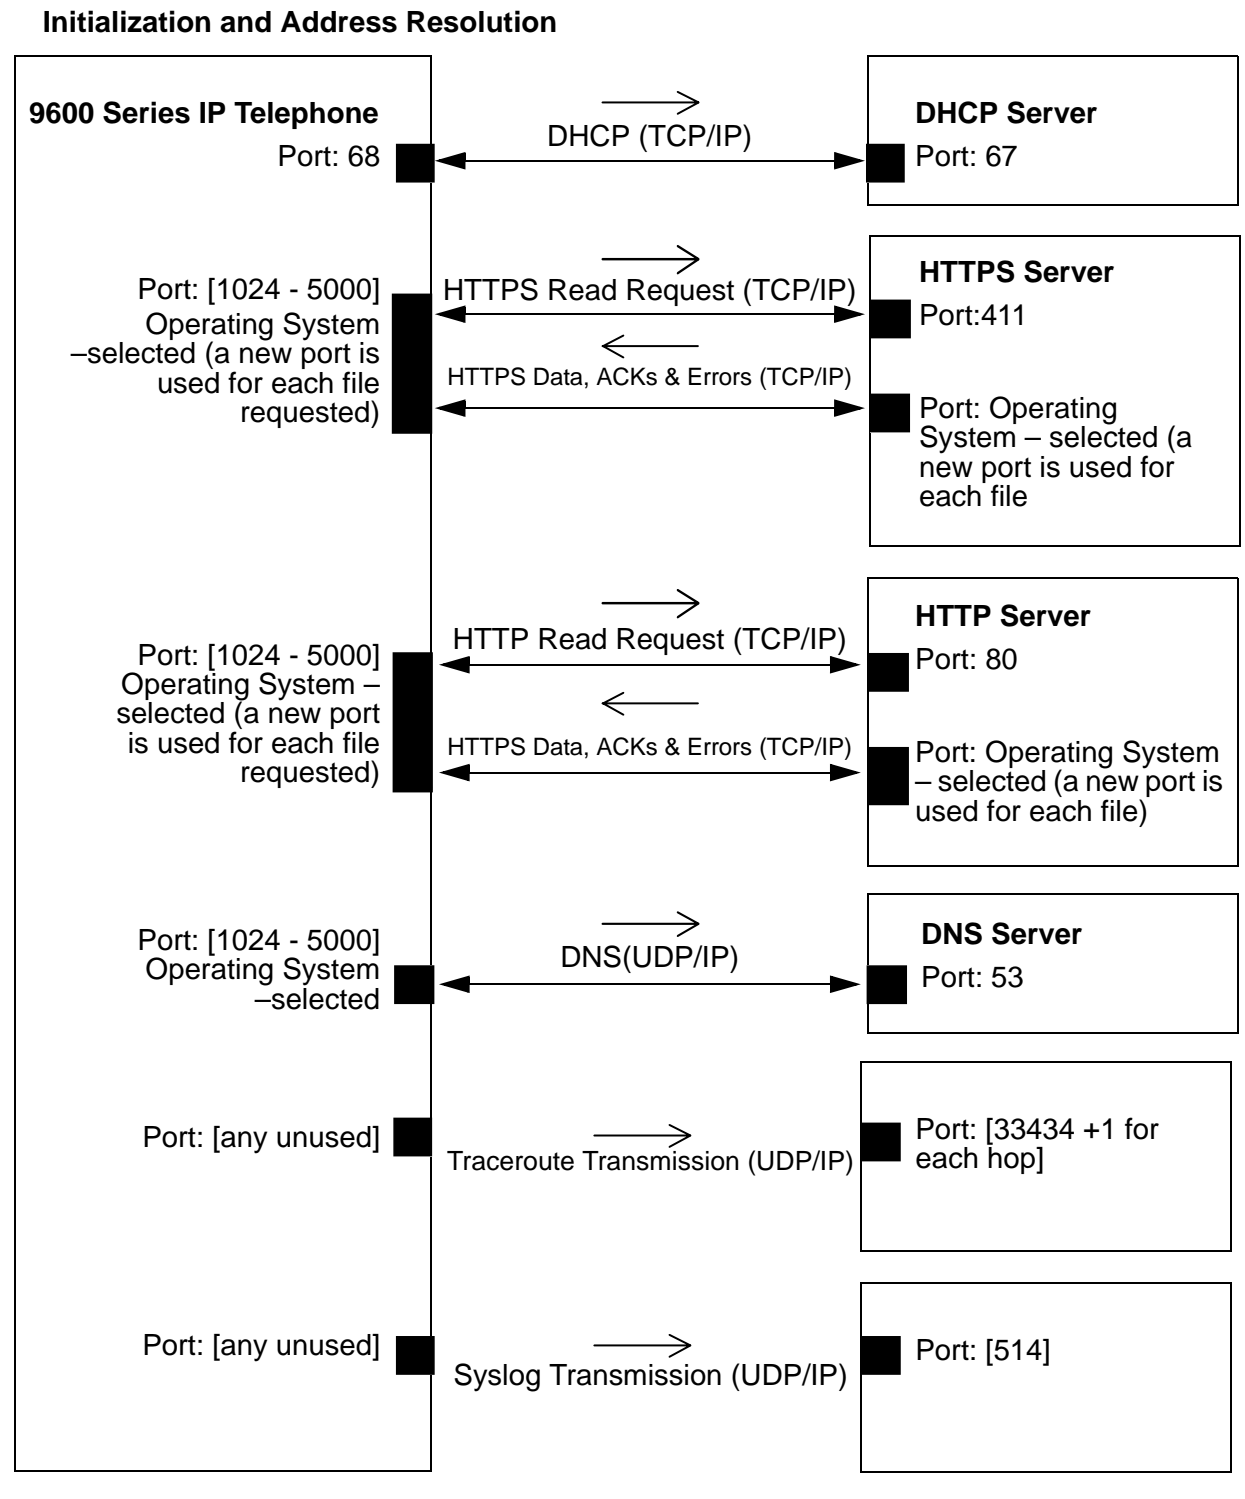 Initialization and Address Resolution
9600 Series IP Telephone
Port: 68
DHCP (TCP/IP)
DHCP Server
Port: 67
Port: [1024 - 5000]
Operating System
–selected (a new port is
used for each file
requested)
HTTPS Read Request (TCP/IP)
HTTPS Data, ACKs & Errors (TCP/IP)
HTTPS Server
Port:411
Port: Operating
System – selected (a
new port is used for
each file
Port: [1024 - 5000]
Operating System –
selected (a new port
is used for each file
requested)
HTTP Read Request (TCP/IP)
HTTPS Data, ACKs & Errors (TCP/IP)
HTTP Server
Port: 80
Port: Operating System
– selected (a new port is
used for each file)
Port: [1024 - 5000]
Operating System
–selected
DNS(UDP/IP)
DNS Server
Port: 53
Port: [any unused]
Traceroute Transmission (UDP/IP)
Port: [33434 +1 for
each hop]
Port: [any unused]
Syslog Transmission (UDP/IP)
Port: [514]